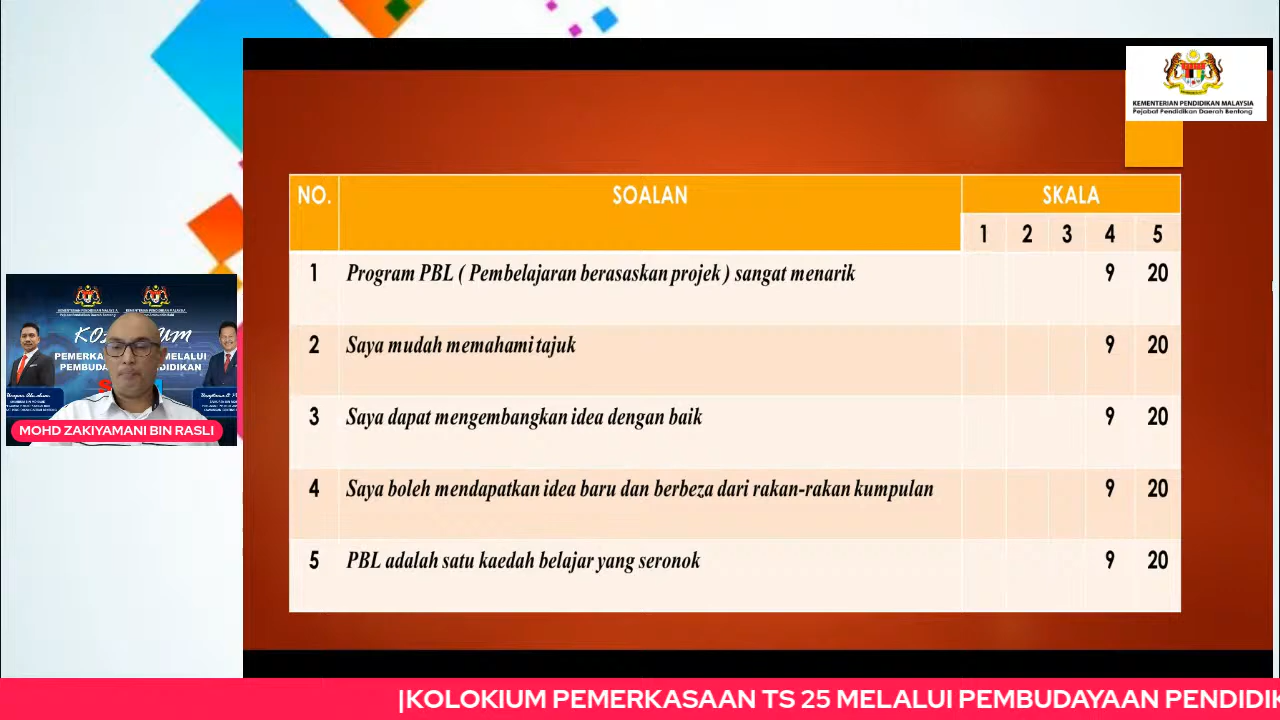 KEMENTERIAN PENDIDIKAN MALAYSIA
Pejabat Pendidikan Daerah Bentong
NO. SOALAN SKALA
1 2 3 4 5
1 Program PBL ( Pembelajaran berasaskan projek ) sangat menarik 9 20
2 Saya mudah memahami tajuk 9 20
3 Saya dapat mengembangkan idea dengan baik 9 20
4 Saya boleh mendapatkan idea baru dan berbeza dari rakan-rakan kumpulan 9 20
5 PBL adalah satu kaedah belajar yang seronok 9 20
MOHD ZAKIYAMANI BIN RASLI
|KOLOKIUM PEMERKASAAN TS 25 MELALUI PEMBUDAYAAN PENDIDIK